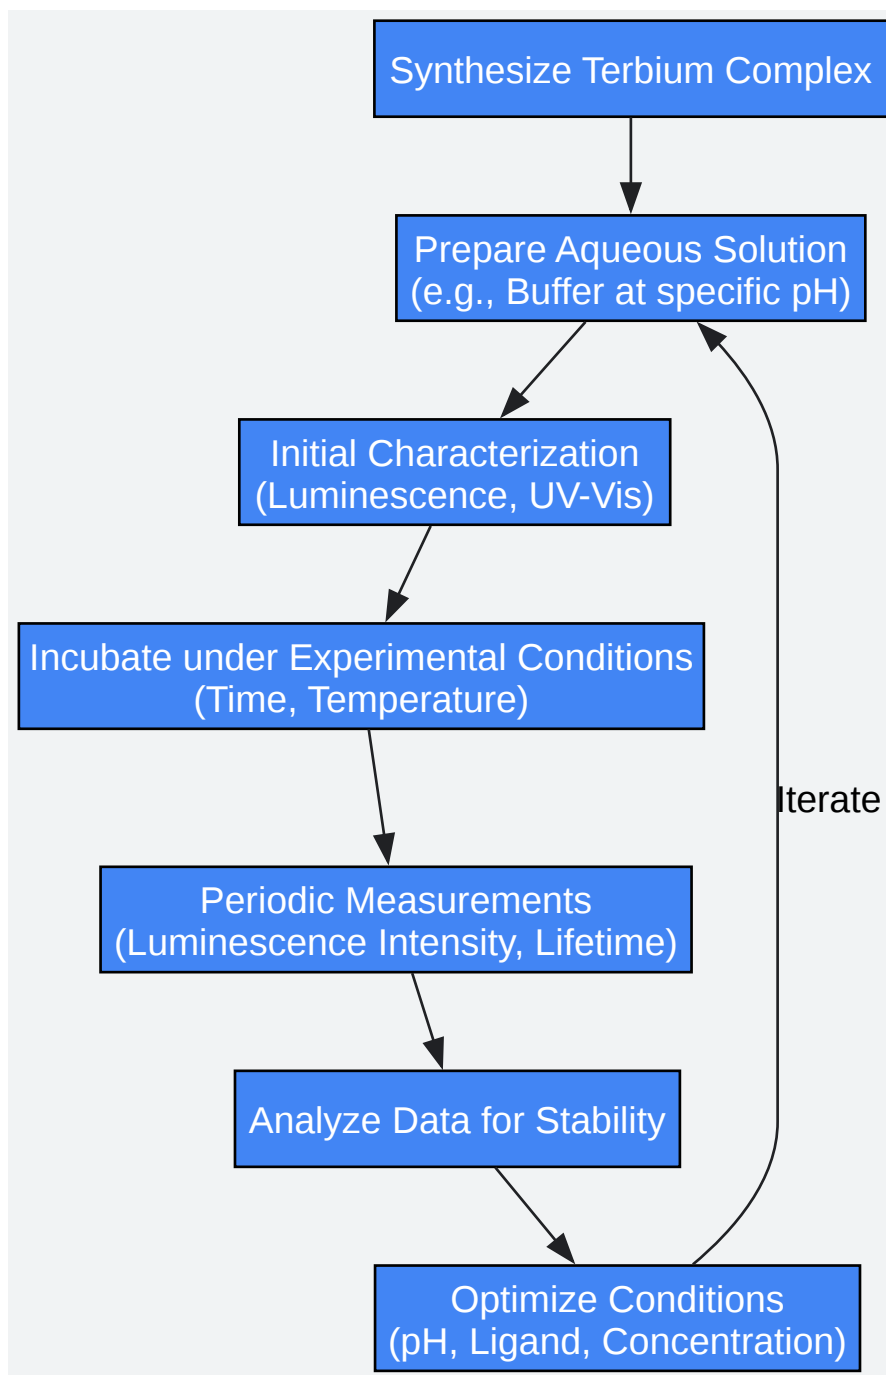 Synthesize Terbium Complex
Prepare Aqueous Solution
(e.g., Buffer at specific pH)
Initial Characterization
(Luminescence, UV-Vis)
Incubate under Experimental Conditions
(Time, Temperature)
Iterate
Periodic Measurements
(Luminescence Intensity, Lifetime)
Analyze Data for Stability
Optimize Conditions
(pH, Ligand, Concentration)